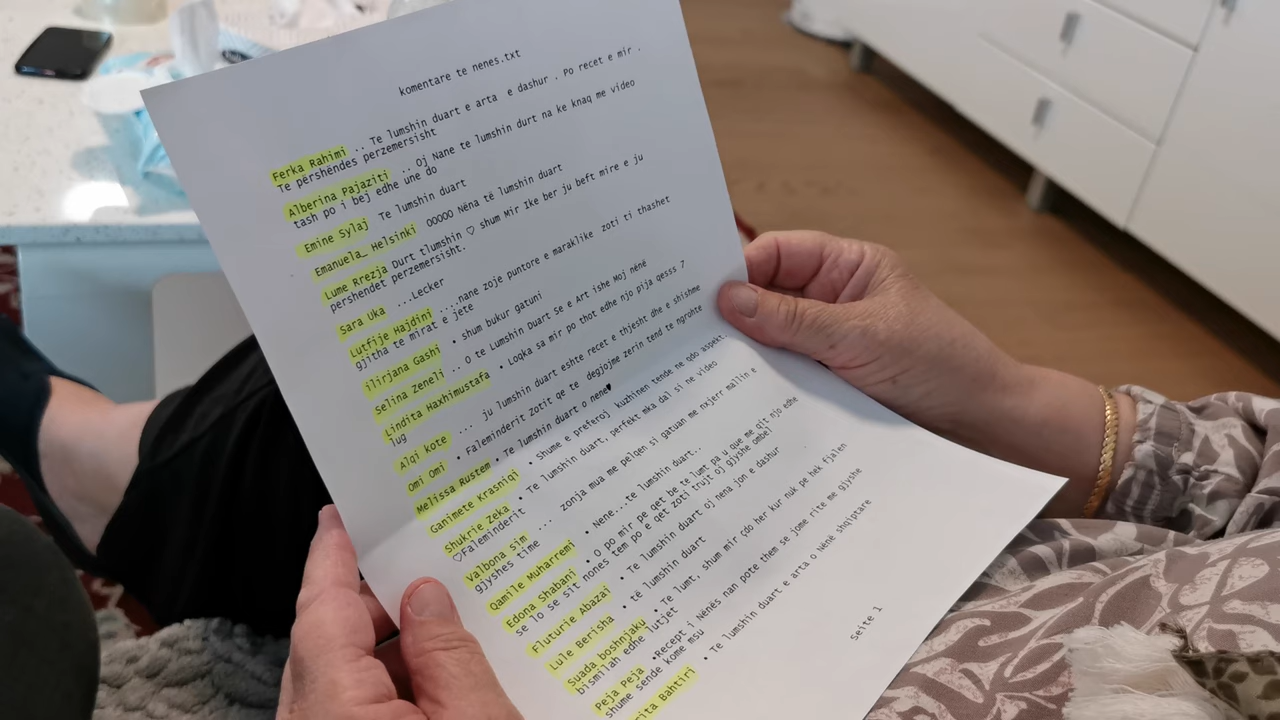 komentare te nenes.txt
Ferka Rahimi .. Te lumshin duart e arta e dashur . Po recet e mir .
Te përshëndes perzemersisht
Alberina Pajaziti .. Oj Nane te lumshin durt na ke knaq me video
tash po i bej edhe une do
Emine Sylaj Te lumshin duart
Emanuela_ Helsinki OOOOO Nëna të lumshin duart
Lume Rrezja Durt tlumshin ♡ shum Mir Ike ber ju beft mire e ju
pershendet perzemersisht.
Sara Uka ...Lecker
Lutfije Hajdini ....nane zoje puntore e maraklike zoti ti thashet
gjitha te mirat e jete
ilirjana Gashi • shum bukur gatuni
Selina Zeneli .. O te Lumshin Duart Se e Art ishe Moj nënë
Lindita Haxhimustafa • Loqka sa mir po thot edhe njo pija qesss 7
lug
Alqi kote .... ju lumshin duart eshte recet e thjesht dhe e shishme
Omi Omi • Faleminderit Zotit qe te degjojme zerin tend te ngrohte
Melissa Rustem • Te lumshin duart o nene♥
Ganimete Krasniqi • Shume e preferoj kuzhinen tende ne qdo aspekt.
Shukrie Zeka • Te lumshin duart, perfekt mka dal si ne video
♡Faleminderit
Valbona Sim .... zonja mua me pelqen si gatuan me nxjerr mallin e
gjyshes time
Qamile Muharremi • Nene...te lumshin duart..
Edona Shabani • O po mir pe qet be te lumt pa u que me qit njo edhe
se lo se sit nones tem po e qet zoti trujt oj gjyshe ombel
Fluturie Abazai • Te lumshin duart oj nena jon e dashur
Lule Berisha • të lumshin duart
Suada boshnjaku • Te lumt, shum mir çdo her kur nuk pe hek fjalen
bismilah edhe lutjet
Peja Peja •Recept i Nënës nan pote them se jome rite me gjyshe
shume sende kome msu
rita Bahtiri • Te lumshin duart e arta o Nënë shqiptare
seite 1